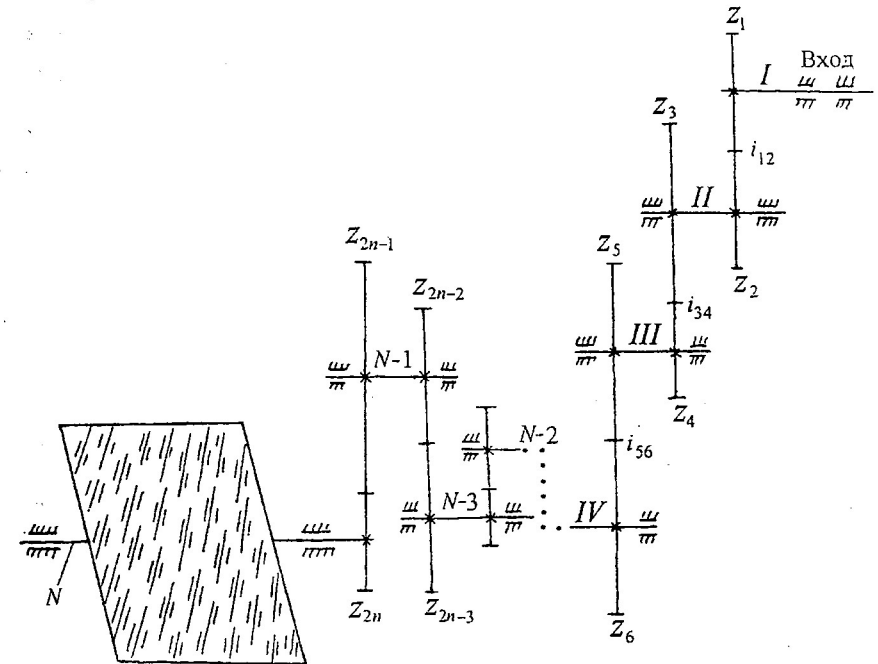 Z₁
Вход
I
Z₃
i₁₂
II
Z₂
Z₂ₙ₋₁
Z₅
Z₂ₙ₋₂
i₃₄
III
N-1
Z₄
N-2
i₅₆
N-3
IV
N
Z₂ₙ
Z₂ₙ₋₃
Z₆